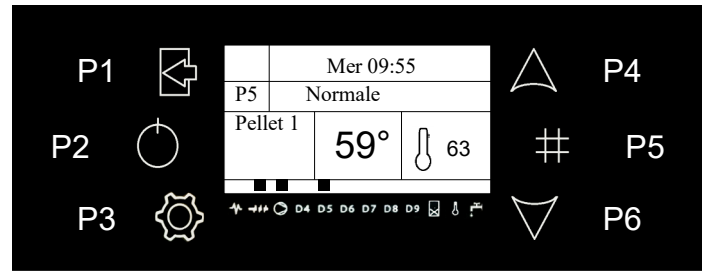 P1
P2
P3
Mer 09:55
P5 Normale
Pellet 1
59°
63
D4 D5 D6 D7 D8 D9
P4
P5
P6